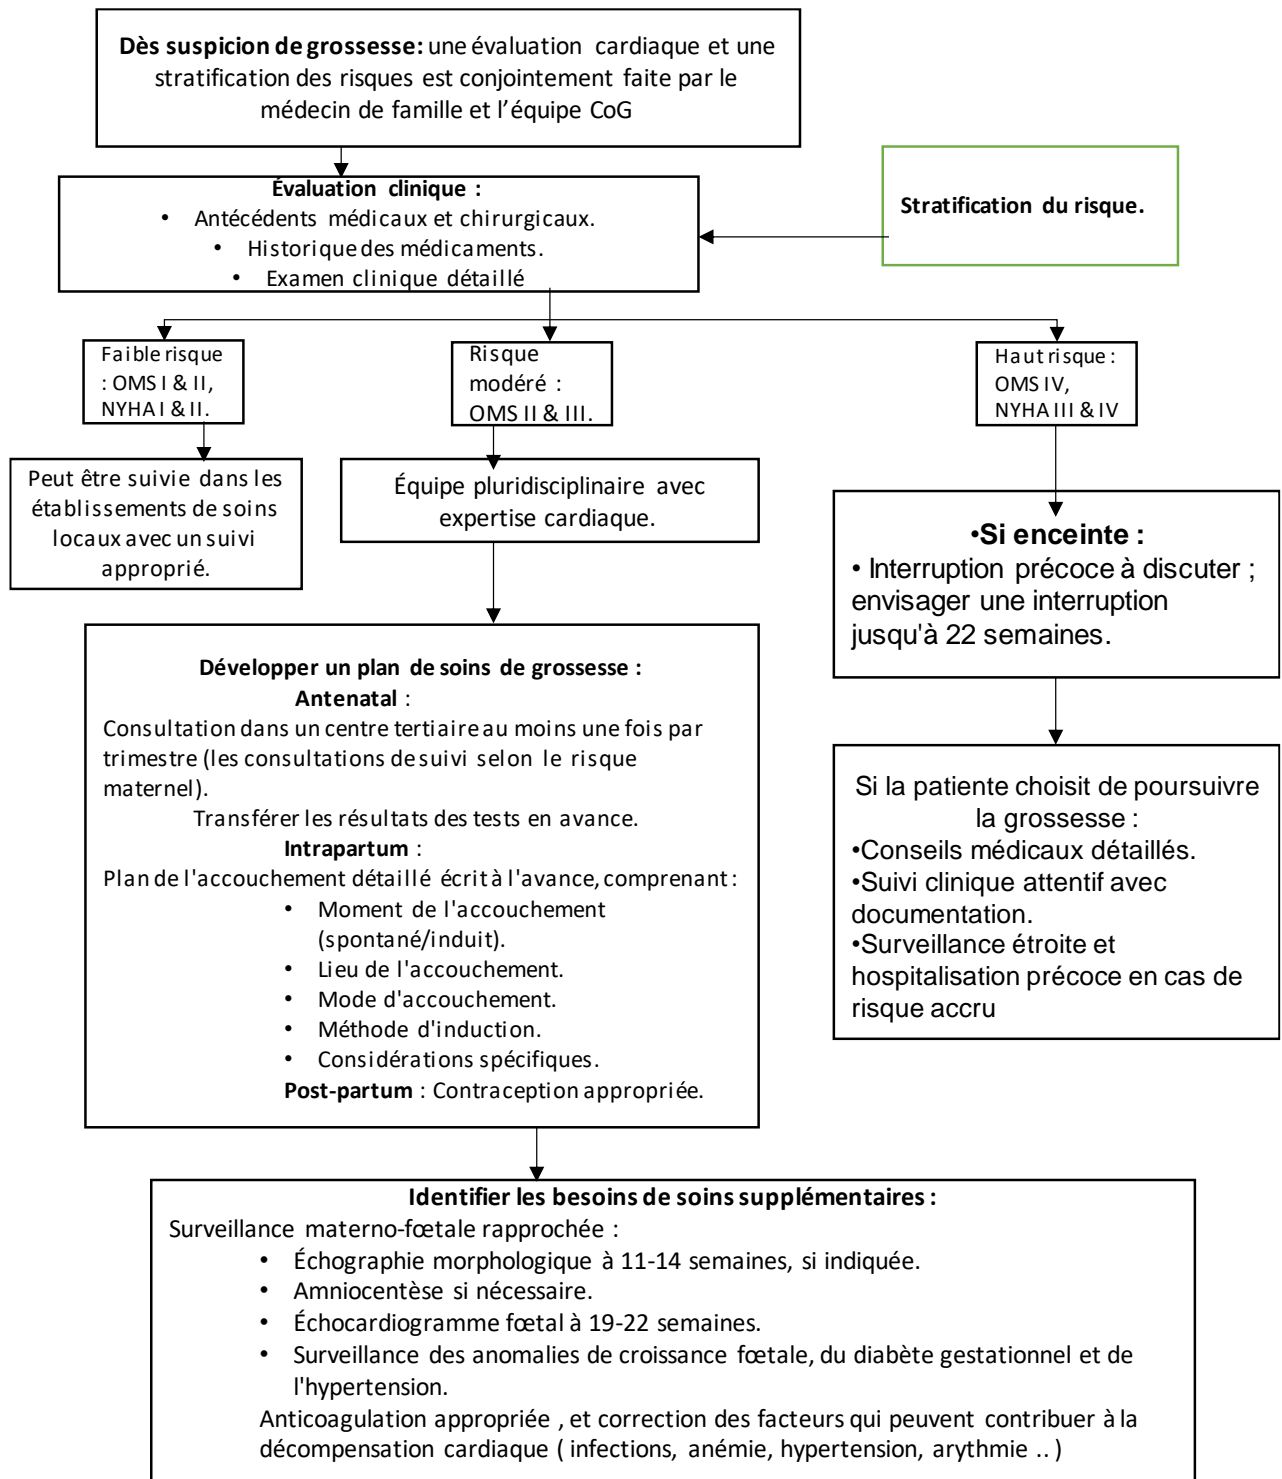 Dès suspicion de grossesse: une évaluation cardiaque et une
stratification des risques est conjointement faite par le
médecin de famille et l'équipe CoG
Évaluation clinique :
• Antécédents médicaux et chirurgicaux.
• Historique des médicaments.
• Examen clinique détaillé
Stratification du risque.
Faible risque
: OMS I & II,
NYHA I & II.
Risque
modéré :
OMS II & III.
Haut risque :
OMS IV,
NYHA III & IV
Peut être suivie dans les
établissements de soins
locaux avec un suivi
approprié.
Équipe pluridisciplinaire avec
expertise cardiaque.
•Si enceinte :
• Interruption précoce à discuter ;
envisager une interruption
jusqu'à 22 semaines.
Développer un plan de soins de grossesse :
Antenatal :
Consultation dans un centre tertiaire au moins une fois par
trimestre (les consultations de suivi selon le risque
maternel).
Transférer les résultats des tests en avance.
Intrapartum :
Plan de l'accouchement détaillé écrit à l'avance, comprenant :
• Moment de l'accouchement
(spontané/induit).
• Lieu de l'accouchement.
• Mode d'accouchement.
• Méthode d'induction.
• Considérations spécifiques.
Post-partum : Contraception appropriée.
Si la patiente choisit de poursuivre
la grossesse :
•Conseils médicaux détaillés.
•Suivi clinique attentif avec
documentation.
•Surveillance étroite et
hospitalisation précoce en cas de
risque accru
Identifier les besoins de soins supplémentaires :
Surveillance materno-fœtale rapprochée :
• Échographie morphologique à 11-14 semaines, si indiquée.
• Amniocentèse si nécessaire.
• Échocardiogramme fœtal à 19-22 semaines.
• Surveillance des anomalies de croissance fœtale, du diabète gestationnel et de
l'hypertension.
Anticoagulation appropriée , et correction des facteurs qui peuvent contribuer à la
décompensation cardiaque ( infections, anémie, hypertension, arythmie .. )